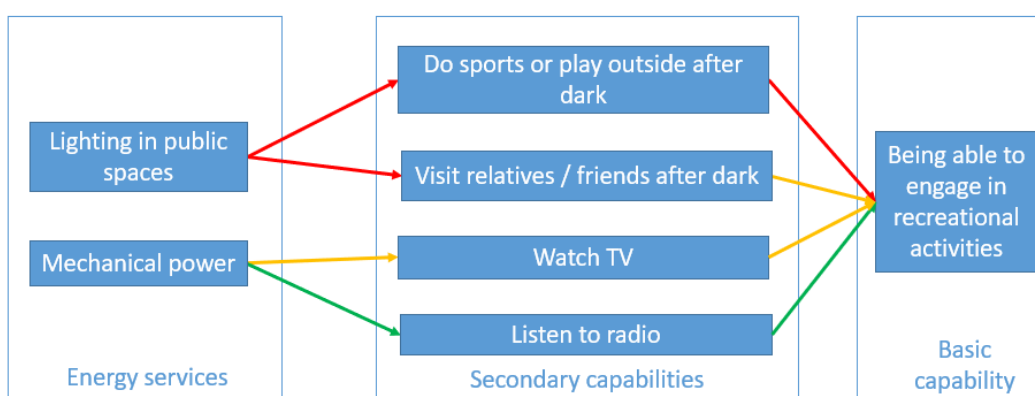 Lighting in public
spaces
Mechanical power
Energy services
Do sports or play outside after
dark
Visit relatives / friends after dark
Watch TV
Listen to radio
Secondary capabilities
Being able to
engage in
recreational
activities
Basic
capability